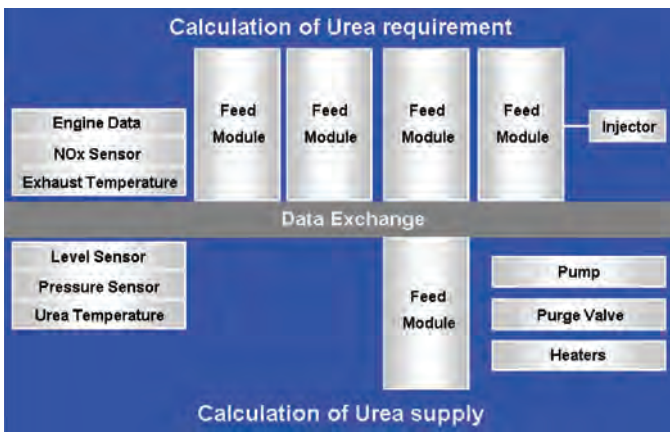 Calculation of Urea requirement
Engine Data
NOx Sensor
Exhaust Temperature
Feed
Module
Feed
Module
Feed
Module
Feed
Module
Injector
Data Exchange
Level Sensor
Pressure Sensor
Urea Temperature
Feed
Module
Pump
Purge Valve
Heaters
Calculation of Urea supply